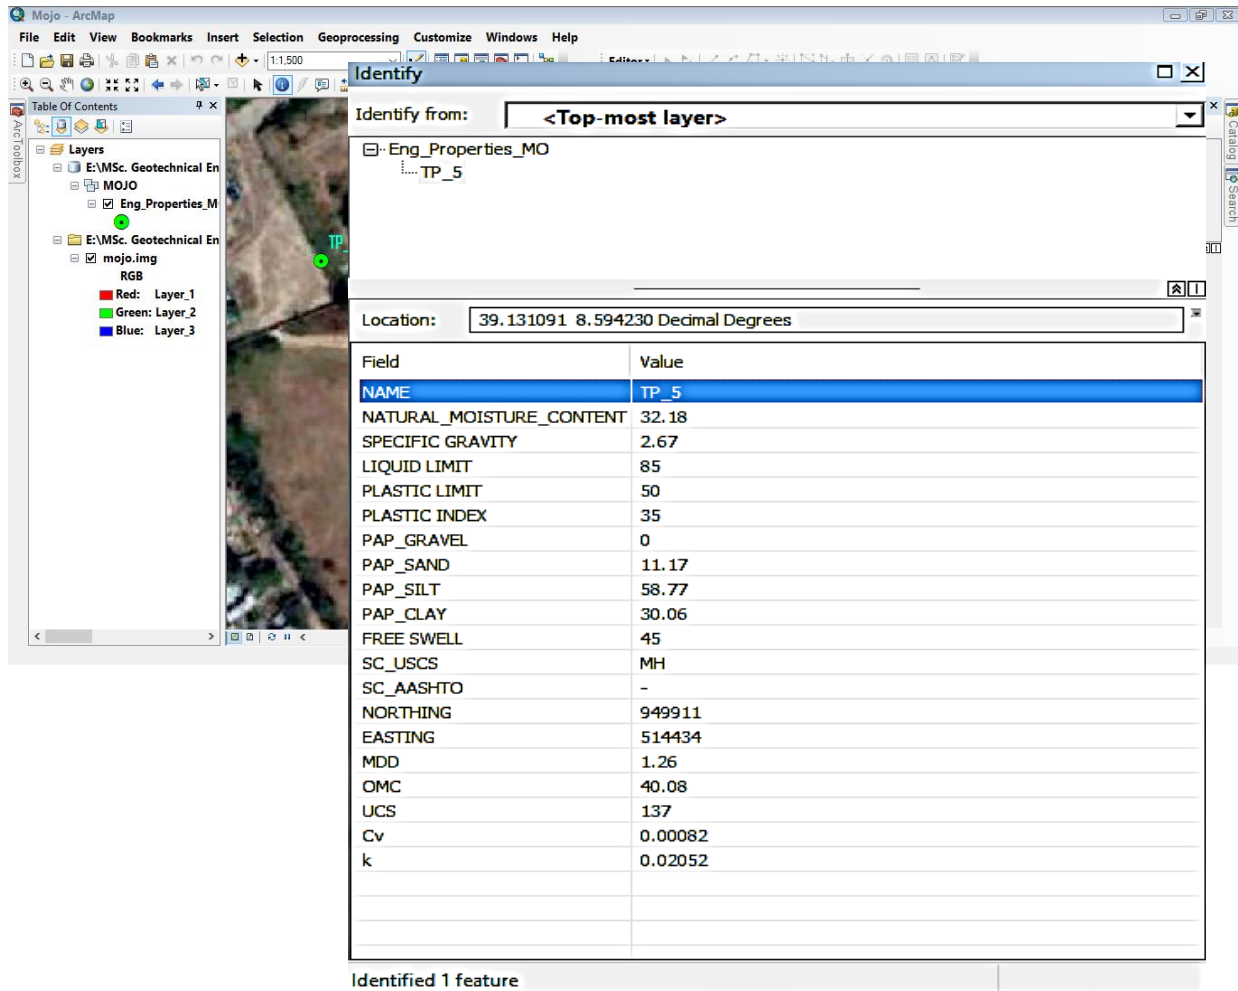 Mojo - ArcMap
File Edit View Bookmarks Insert Selection Geoprocessing Customize Windows Help
1:1,500
Editor
Table Of Contents
ArcToolbox
Layers
E:\MSc. Geotechnical En
MOJO
Eng_Properties_M
E:\MSc. Geotechnical En
mojo.img
RGB
Red: Layer_1
Green: Layer_2
Blue: Layer_3
TP_
Catalog
Search
Identify
Identify from: <Top-most layer>
Eng_Properties_MO
TP_5
Location: 39.131091 8.594230 Decimal Degrees
Field Value
NAME TP_5
NATURAL_MOISTURE_CONTENT 32.18
SPECIFIC GRAVITY 2.67
LIQUID LIMIT 85
PLASTIC LIMIT 50
PLASTIC INDEX 35
PAP_GRAVEL 0
PAP_SAND 11.17
PAP_SILT 58.77
PAP_CLAY 30.06
FREE SWELL 45
SC_USCS MH
SC_AASHTO -
NORTHING 949911
EASTING 514434
MDD 1.26
OMC 40.08
UCS 137
Cv 0.00082
k 0.02052
Identified 1 feature